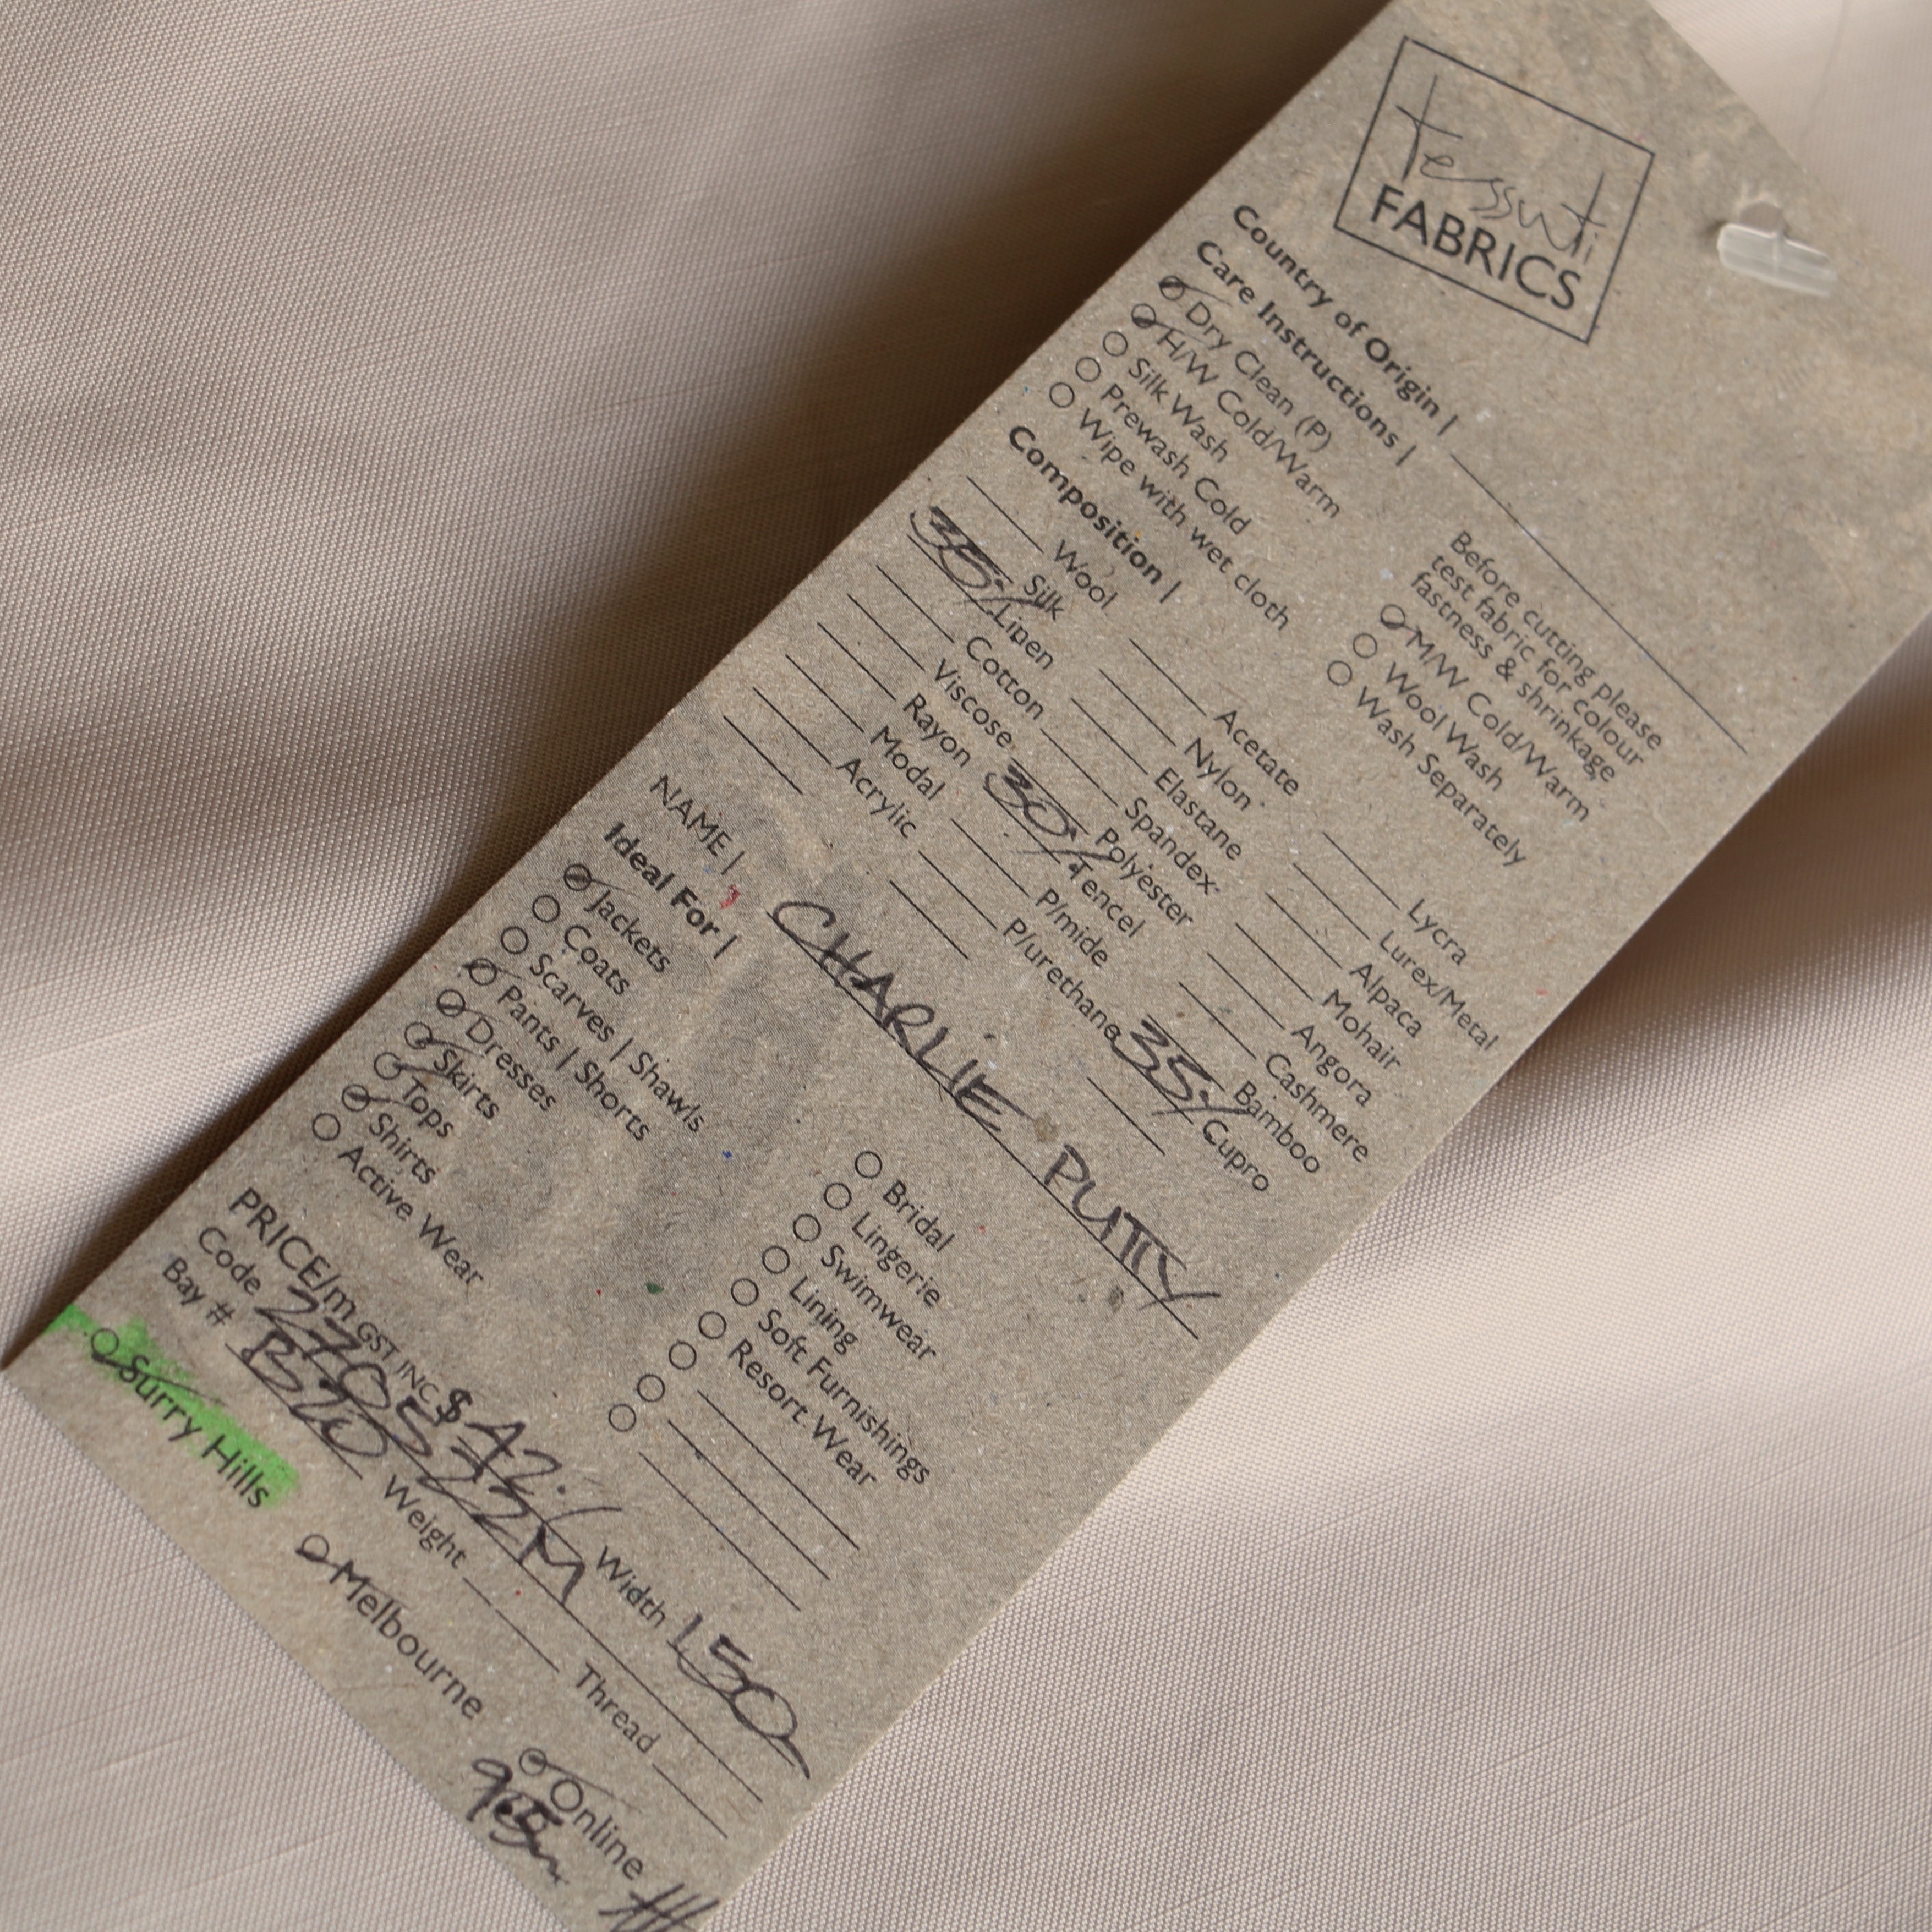 tessuti
FABRICS
Country of Origin |
Care Instructions |
Dry Clean (P)
H/W Cold/Warm
Silk Wash
Prewash Cold
Wipe with wet cloth
Before cutting please
test fabric for colour
fastness & shrinkage
M/W Cold/Warm
Wool Wash
Wash Separately
Composition |
Wool
Silk
35% Linen
Cotton
Viscose
Rayon
Modal
Acrylic
Acetate
Nylon
Elastane
Spandex
Polyester
30% Tencel
P/mide
P/urethane
Lycra
Lurex/Metal
Alpaca
Mohair
Angora
Cashmere
Bamboo
35% Cupro
NAME | CHARLIE PUTTY
Ideal For |
Jackets
Coats
Scarves | Shawls
Pants | Shorts
Dresses
Skirts
Tops
Shirts
Active Wear
Bridal
Lingerie
Swimwear
Lining
Soft Furnishings
Resort Wear
PRICE/m GST INC $ 42.
Code 270522M Width 150
Bay # B20 Weight Thread
Surry Hills Melbourne Online